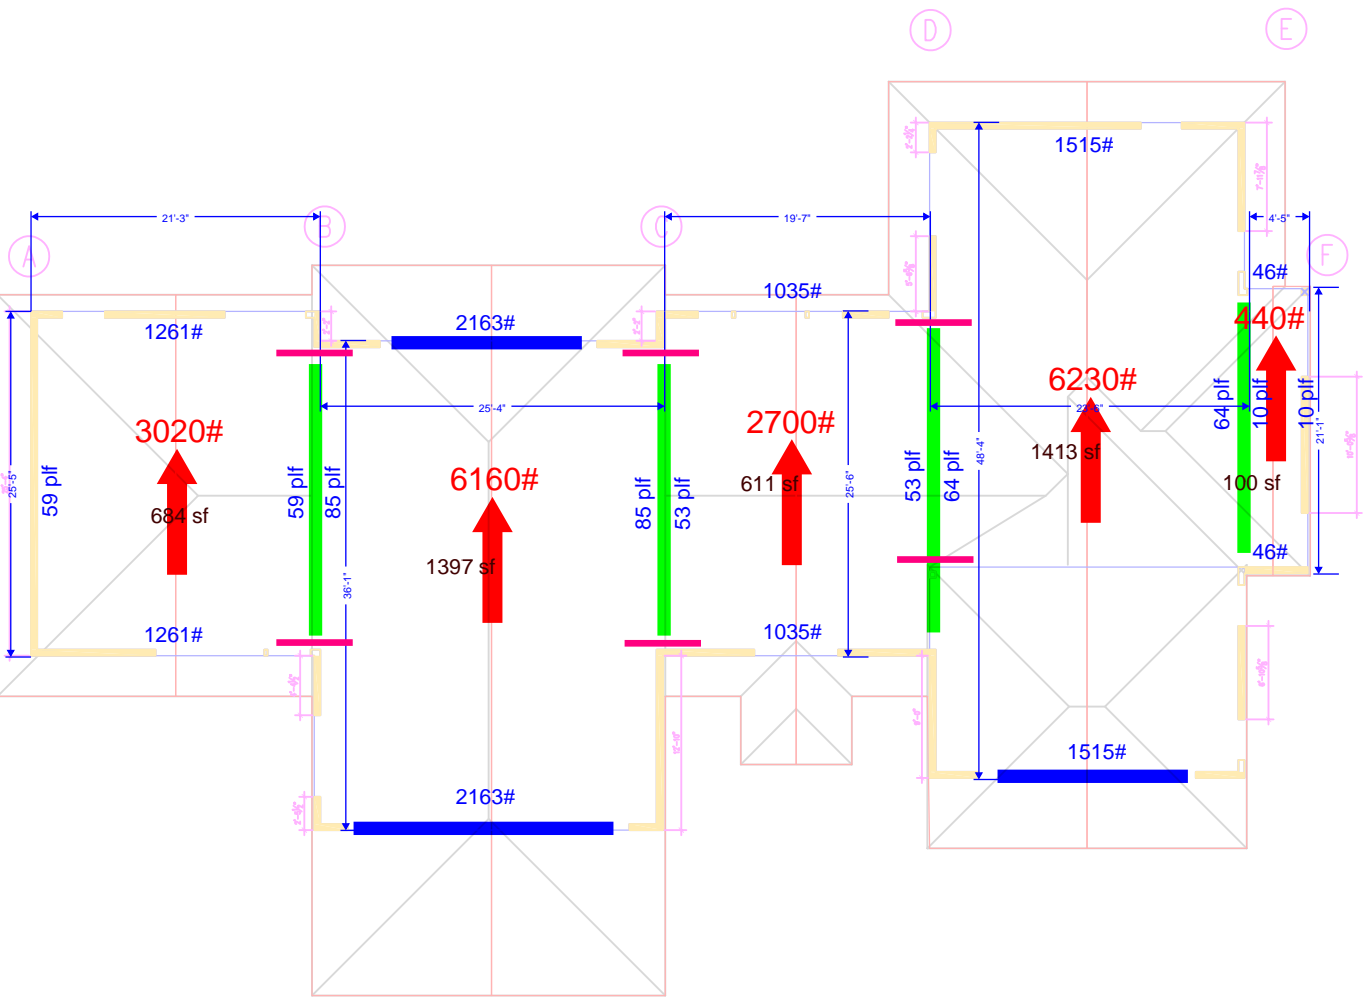 D
E
1515#
21'-3"
B
C
19'-7"
4'-5"
A
F
46#
1035#
440#
1261#
2163#
6230#
25'-4"
23'-6"
64 plf
10 plf
10 plf
21'-1"
3020#
2700#
48'-4"
1413 sf
25'-5"
59 plf
59 plf
85 plf
6160#
85 plf
53 plf
611 sf
25'-6"
53 plf
64 plf
100 sf
684 sf
1397 sf
36'-1"
46#
1261#
1035#
1515#
2163#